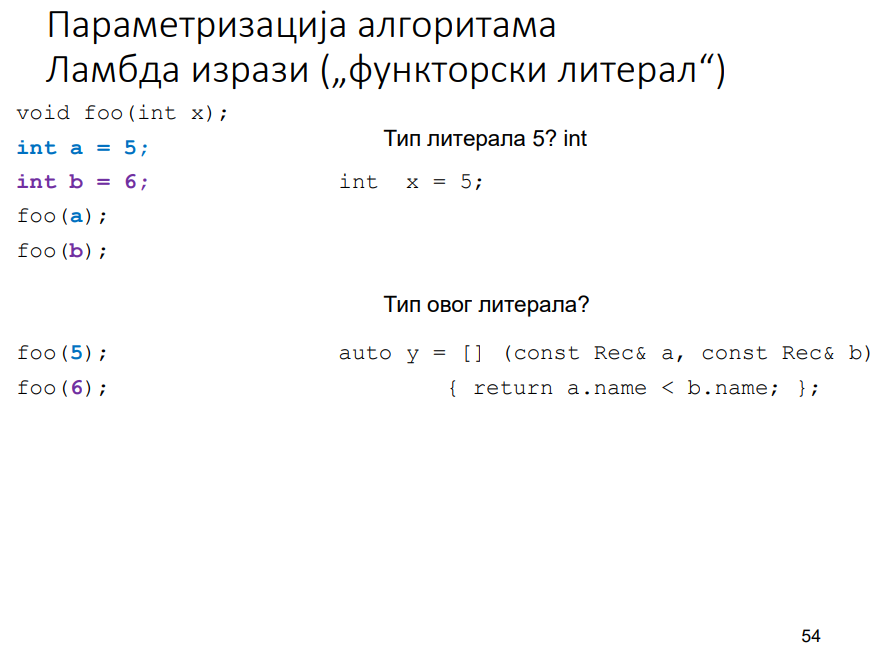 Параметризација алгоритама
Ламбда изрази („функторски литерал“)
void foo(int x);
int a = 5;
int b = 6;
foo(a);
foo(b);
foo(5);
foo(6);
Тип литерала 5? int
int  x = 5;
Тип овог литерала?
auto y = [] (const Rec& a, const Rec& b)
{ return a.name < b.name; };
54